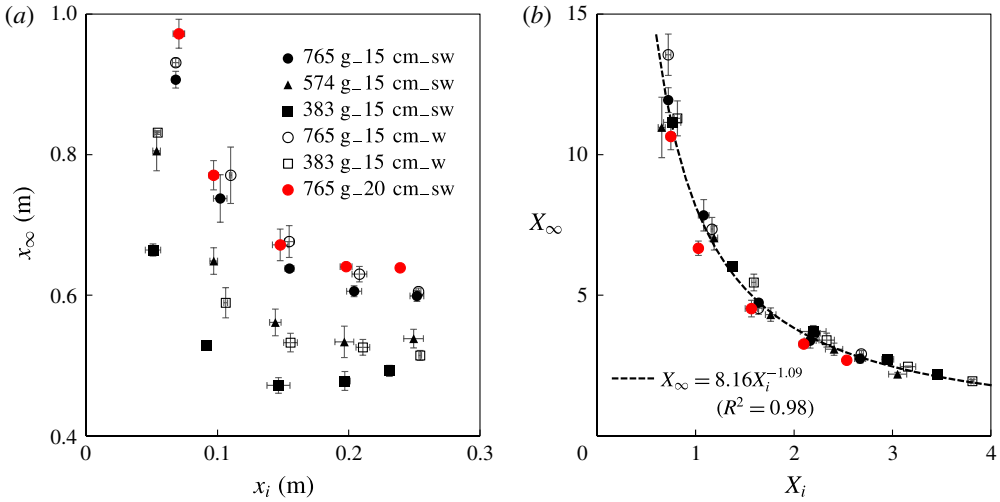 (a)
1.0
0.8
0.6
0.4
x∞ (m)
0
0.1
0.2
0.3
xi (m)
765 g_15 cm_sw
574 g_15 cm_sw
383 g_15 cm_sw
765 g_15 cm_w
383 g_15 cm_w
765 g_20 cm_sw
(b)
15
10
5
X∞
0
1
2
3
4
Xi
X∞ = 8.16Xi^−1.09
(R² = 0.98)